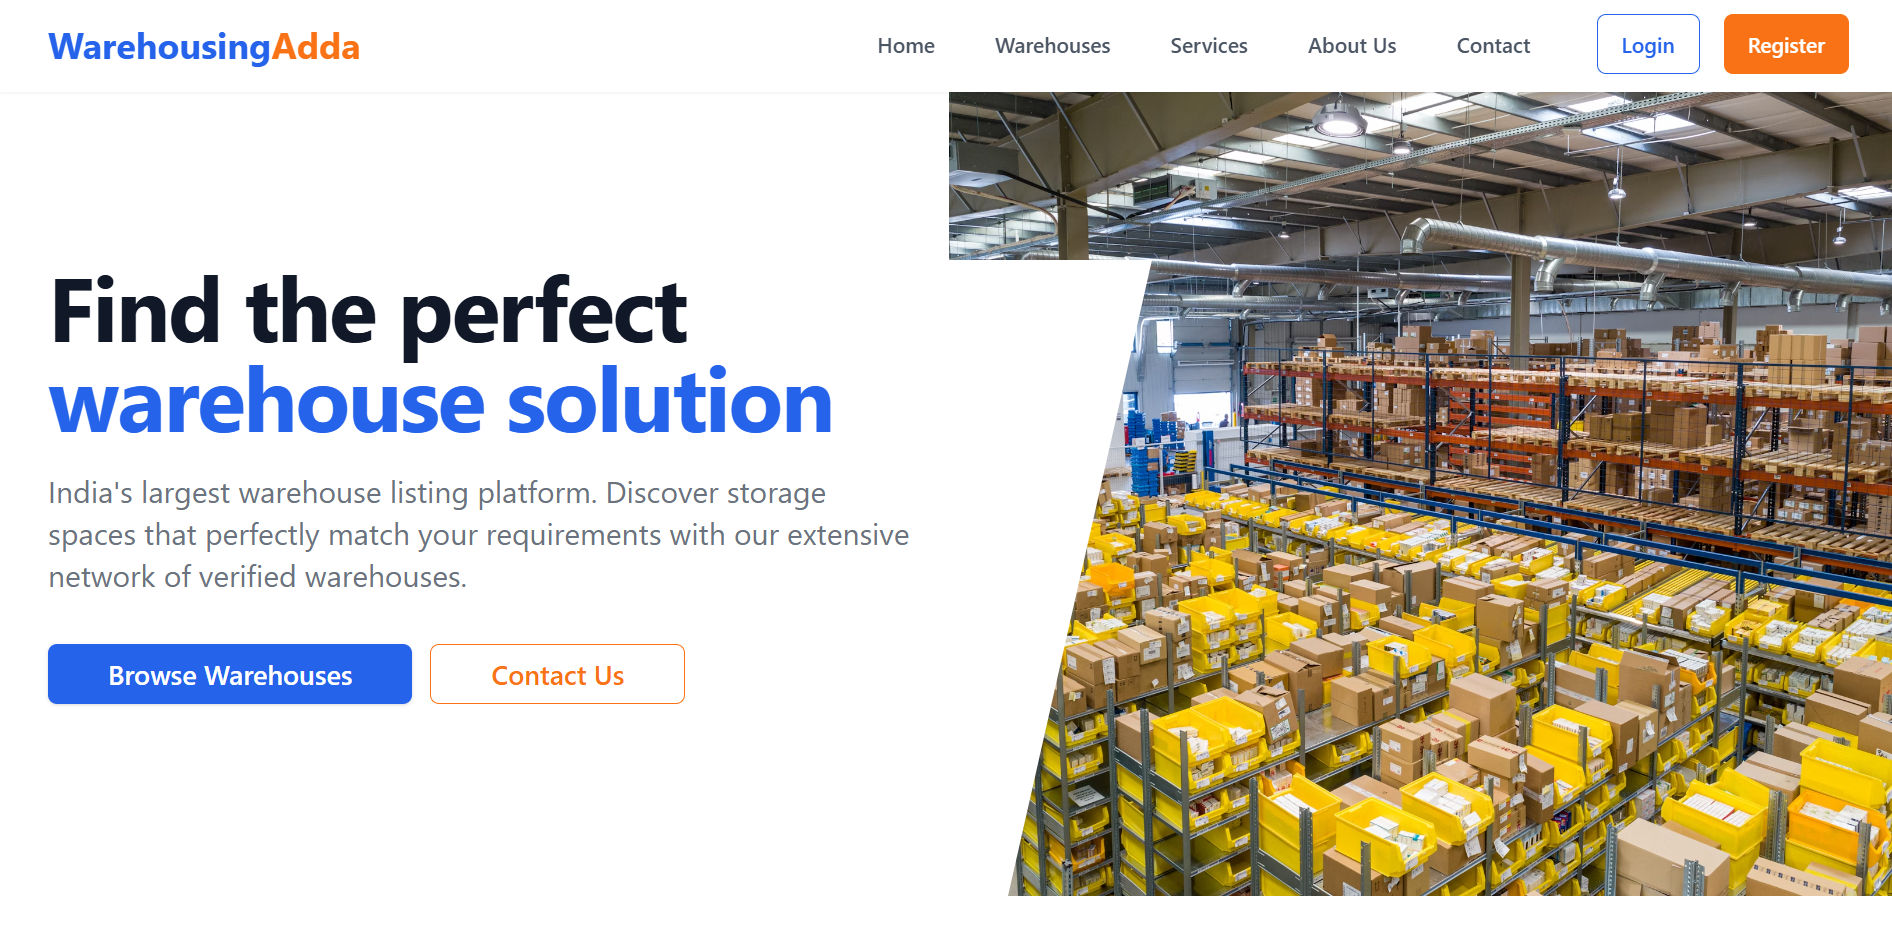 WarehousingAdda
Home
Warehouses
Services
About Us
Contact
Login
Register
Find the perfect
warehouse solution
India's largest warehouse listing platform. Discover storage
spaces that perfectly match your requirements with our extensive
network of verified warehouses.
Browse Warehouses
Contact Us